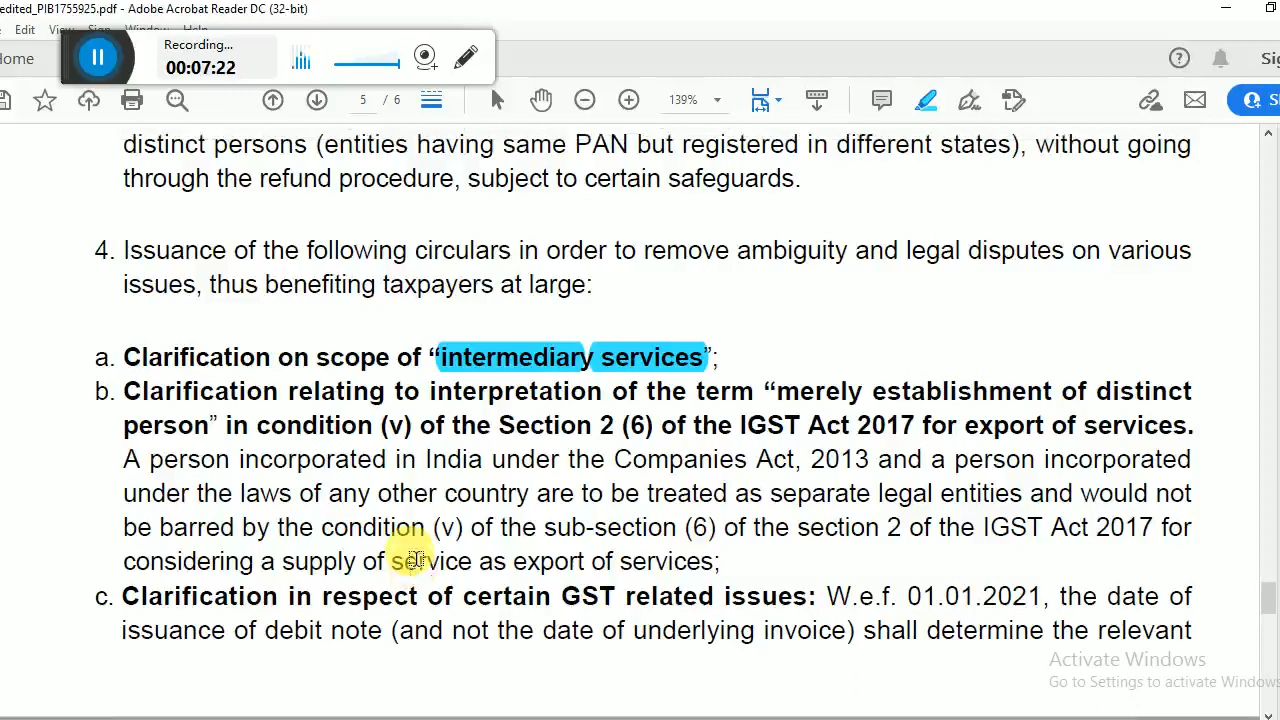 edited_PIB1755925.pdf - Adobe Acrobat Reader DC (32-bit)
Edit View Sign Window Help
Home
Recording...
00:07:22
5 / 6
139%
distinct persons (entities having same PAN but registered in different states), without going
through the refund procedure, subject to certain safeguards.
4. Issuance of the following circulars in order to remove ambiguity and legal disputes on various
issues, thus benefiting taxpayers at large:
a. Clarification on scope of “intermediary services”;
b. Clarification relating to interpretation of the term “merely establishment of distinct
person” in condition (v) of the Section 2 (6) of the IGST Act 2017 for export of services.
A person incorporated in India under the Companies Act, 2013 and a person incorporated
under the laws of any other country are to be treated as separate legal entities and would not
be barred by the condition (v) of the sub-section (6) of the section 2 of the IGST Act 2017 for
considering a supply of service as export of services;
c. Clarification in respect of certain GST related issues: W.e.f. 01.01.2021, the date of
issuance of debit note (and not the date of underlying invoice) shall determine the relevant
Activate Windows
Go to Settings to activate Windows